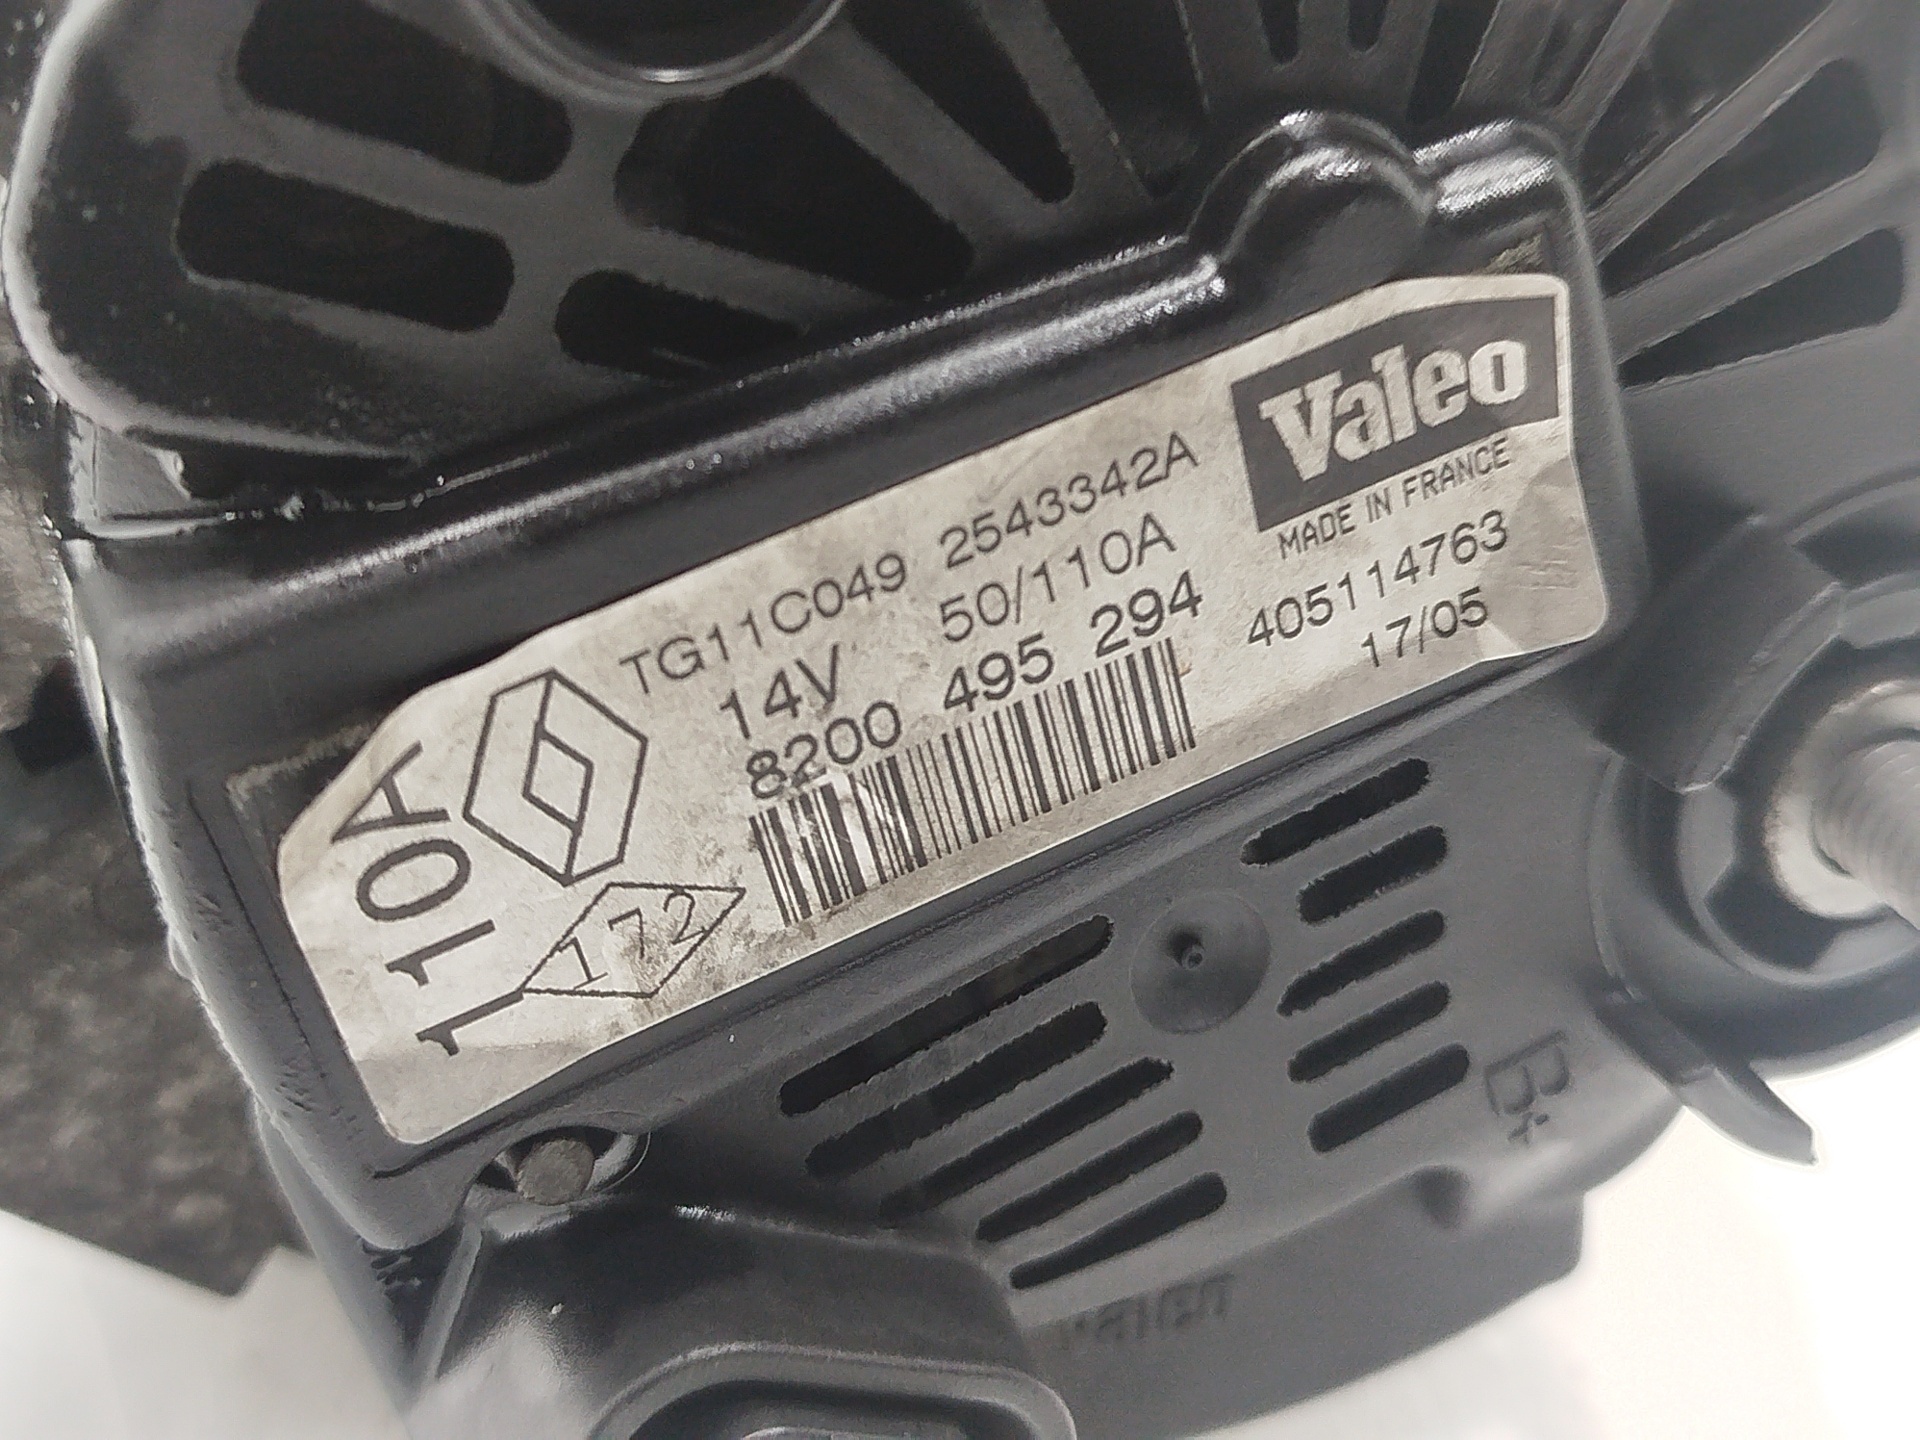 Valeo
MADE IN FRANCE
TG11C049 2543342A
14V 50/110A
8200 495 294
405114763
17/05
110A
172
B+